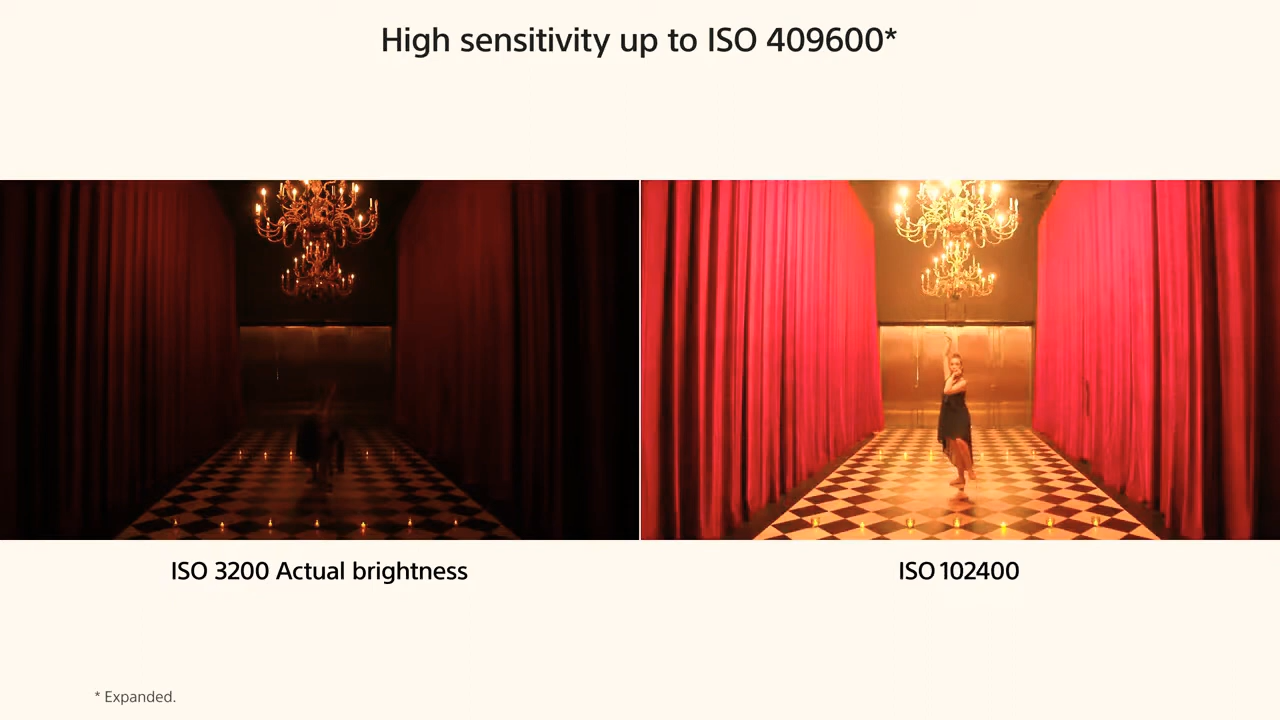 High sensitivity up to ISO 409600*
ISO 3200 Actual brightness
ISO 102400
* Expanded.